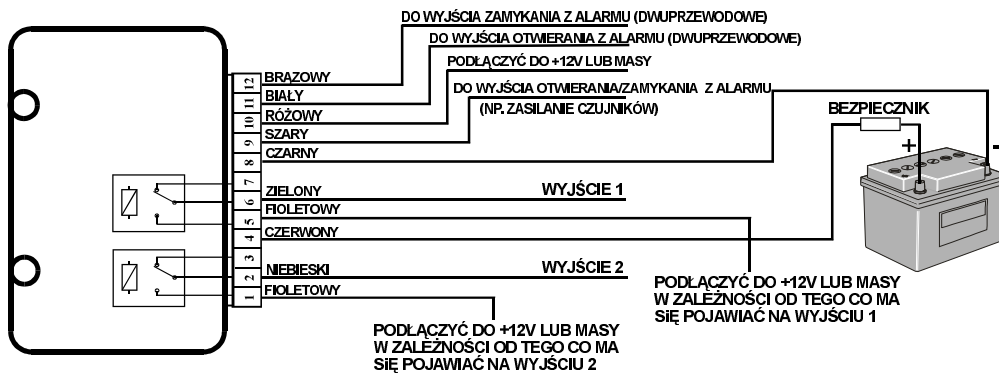 DO WYJŚCIA ZAMYKANIA Z ALARMU (DWUPRZEWODOWE)
DO WYJŚCIA OTWIERANIA Z ALARMU (DWUPRZEWODOWE)
PODŁĄCZYĆ DO +12V LUB MASY
DO WYJŚCIA OTWIERANIA/ZAMYKANIA Z ALARMU
(NP. ZASILANIE CZUJNIKÓW)
BEZPIECZNIK
+
-
12 BRĄZOWY
11 BIAŁY
10 RÓŻOWY
9 SZARY
8 CZARNY
7
6 ZIELONY
WYJŚCIE 1
5 FIOLETOWY
4 CZERWONY
3
2 NIEBIESKI
WYJŚCIE 2
1 FIOLETOWY
PODŁĄCZYĆ DO +12V LUB MASY
W ZALEŻNOŚCI OD TEGO CO MA
SIĘ POJAWIAĆ NA WYJŚCIU 1
PODŁĄCZYĆ DO +12V LUB MASY
W ZALEŻNOŚCI OD TEGO CO MA
SIĘ POJAWIAĆ NA WYJŚCIU 2